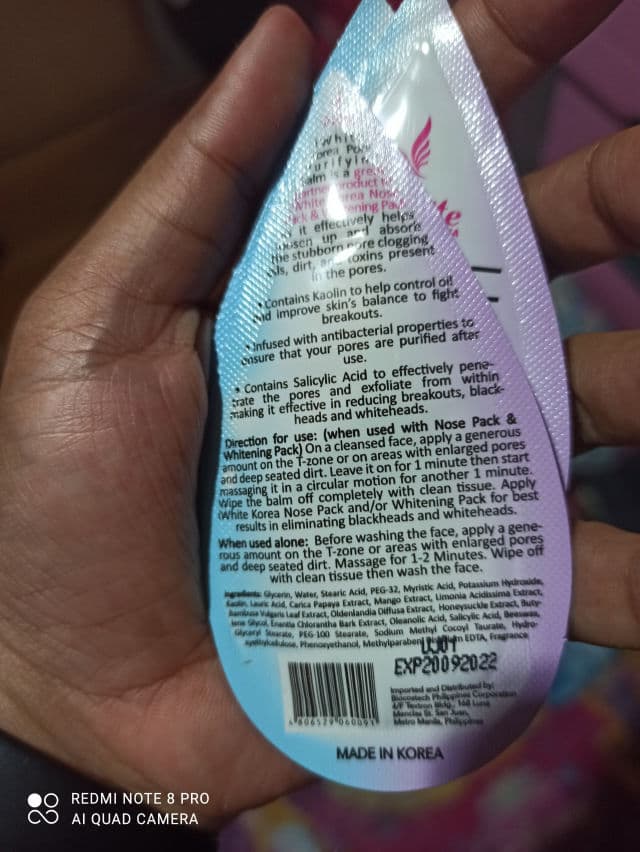 White
Korea Pore
Purifying
Balm is a great
partner product to
White Korea Nose
Pack & Whitening Pack
it effectively helps
loosen up and absorb
the stubborn pore clogging
oils, dirt, and toxins present
in the pores.
• Contains Kaolin to help control oil
and improve skin's balance to fight
breakouts.
• Infused with antibacterial properties to
ensure that your pores are purified after
use.
• Contains Salicylic Acid to effectively pene-
trate the pores and exfoliate from within
making it effective in reducing breakouts, black-
heads and whiteheads.
Direction for use: (when used with Nose Pack &
Whitening Pack) On a cleansed face, apply a generous
amount on the T-zone or on areas with enlarged pores
and deep seated dirt. Leave it on for 1 minute then start
massaging it in a circular motion for another 1 minute.
Wipe the balm off completely with clean tissue. Apply
White Korea Nose Pack and/or Whitening Pack for best
results in eliminating blackheads and whiteheads.
When used alone: Before washing the face, apply a gene-
rous amount on the T-zone or areas with enlarged pores
and deep seated dirt. Massage for 1-2 Minutes. Wipe off
with clean tissue then wash the face.
Ingredients: Glycerin, Water, Stearic Acid, PEG-32, Myristic Acid, Potassium Hydroxide,
Kaolin, Lauric Acid, Carica Papaya Extract, Mango Extract, Limonia Acidissima Extract,
Bambusa Vulgaris Leaf Extract, Oldenlandia Diffusa Extract, Honeysuckle Extract, Buty-
lene Glycol, Enantia Chlorantha Bark Extract, Oleanolic Acid, Salicylic Acid, Beeswax,
Glyceryl Stearate, PEG-100 Stearate, Sodium Methyl Cocoyl Taurate, Hydro-
xyethylcellulose, Phenoxyethanol, Methylparaben, EDTA, Fragrance
EXP20092022
Imported and Distributed by:
Biocostech Philippines Corporation
4/F Textron Bldg., 168 Luna
Mencias St. San Juan,
Metro Manila, Philippines
4 806529 060091
MADE IN KOREA
REDMI NOTE 8 PRO
AI QUAD CAMERA